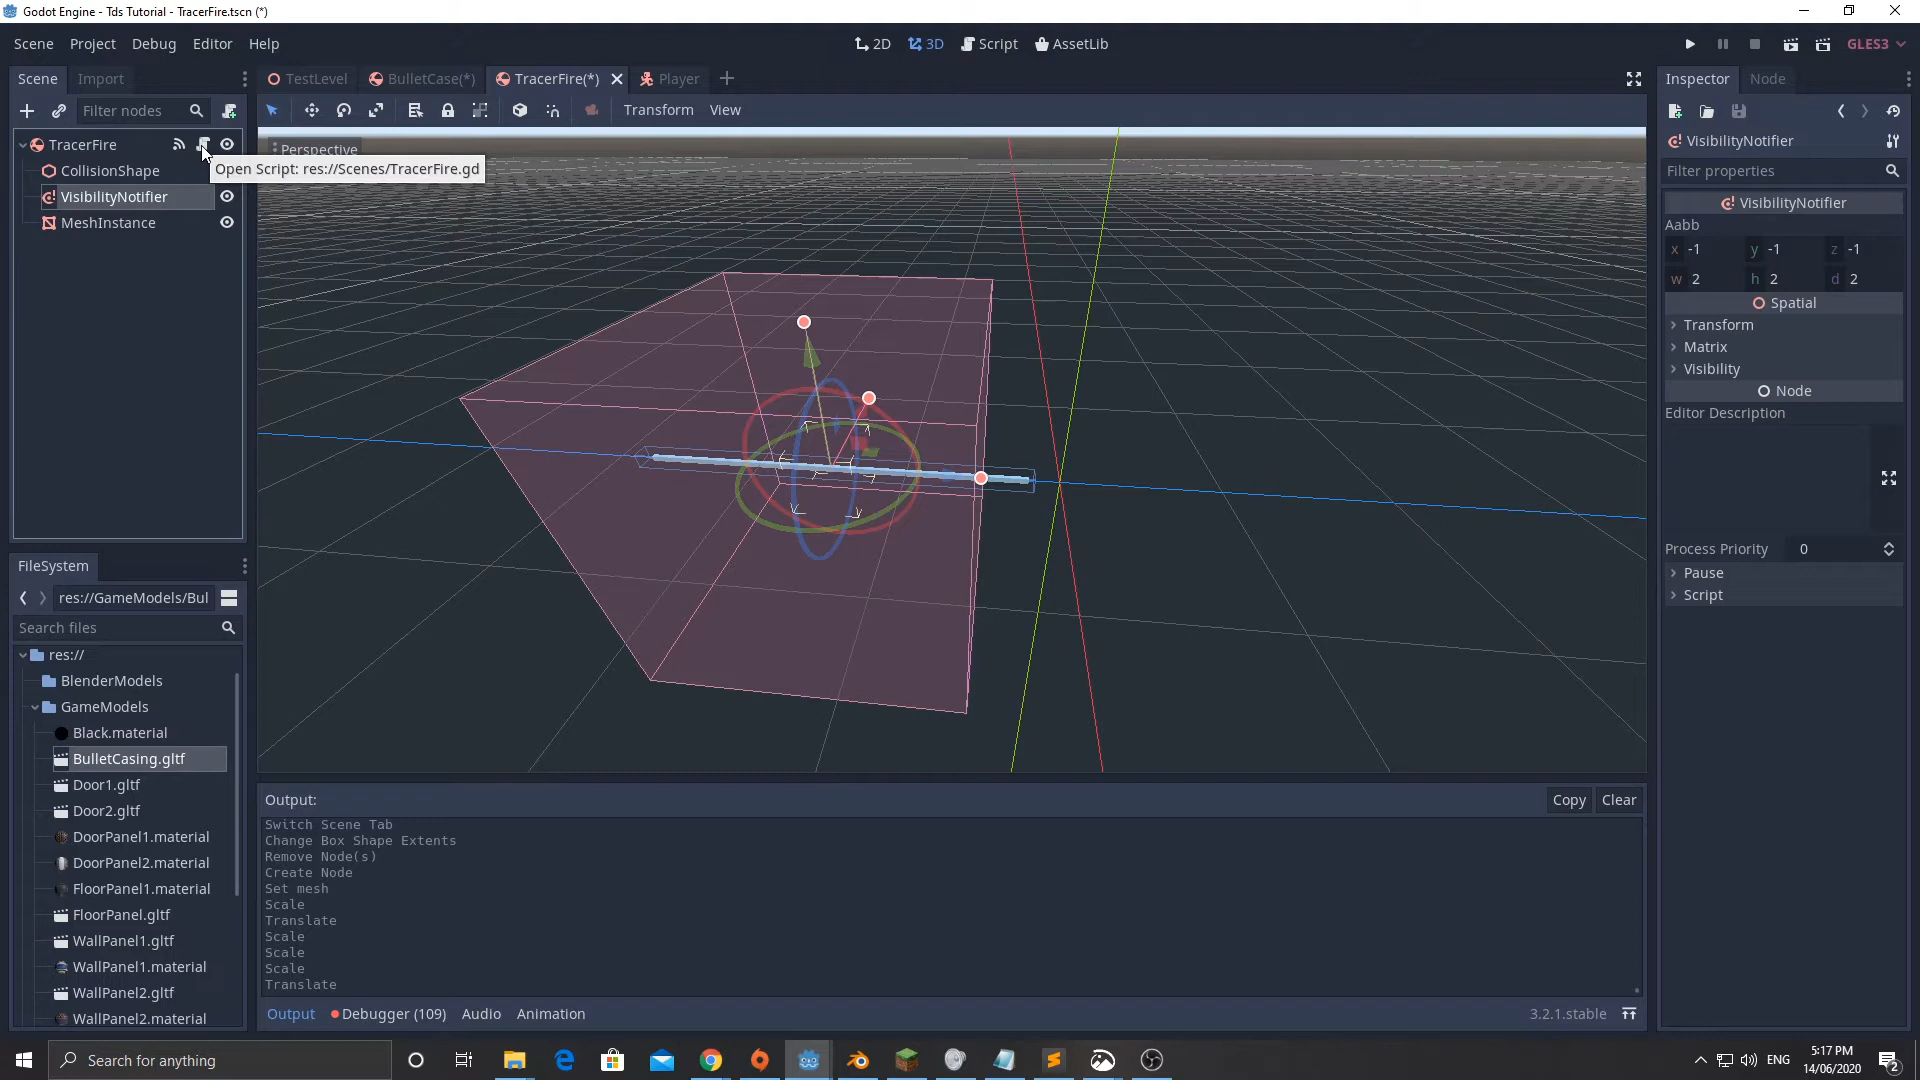 Godot Engine - Tds Tutorial - TracerFire.tscn (*)
Scene Project Debug Editor Help
2D 3D Script AssetLib
GLES3
Scene Import
TestLevel BulletCase(*) TracerFire(*) Player
Inspector Node
Filter nodes
Transform View
TracerFire
Perspective
Open Script: res://Scenes/TracerFire.gd
CollisionShape
VisibilityNotifier
MeshInstance
VisibilityNotifier
Filter properties
VisibilityNotifier
Aabb
x -1 y -1 z -1
w 2 h 2 d 2
Spatial
Transform
Matrix
Visibility
Node
Editor Description
Process Priority 0
Pause
Script
FileSystem
res://GameModels/Bul
Search files
res://
BlenderModels
GameModels
Black.material
BulletCasing.gltf
Door1.gltf
Door2.gltf
DoorPanel1.material
DoorPanel2.material
FloorPanel1.material
FloorPanel.gltf
WallPanel1.gltf
WallPanel1.material
WallPanel2.gltf
WallPanel2.material
Output:
Copy Clear
Switch Scene Tab
Change Box Shape Extents
Remove Node(s)
Create Node
Set mesh
Scale
Translate
Scale
Scale
Scale
Translate
Output Debugger (109) Audio Animation
3.2.1.stable
Search for anything
ENG
5:17 PM
14/06/2020
2